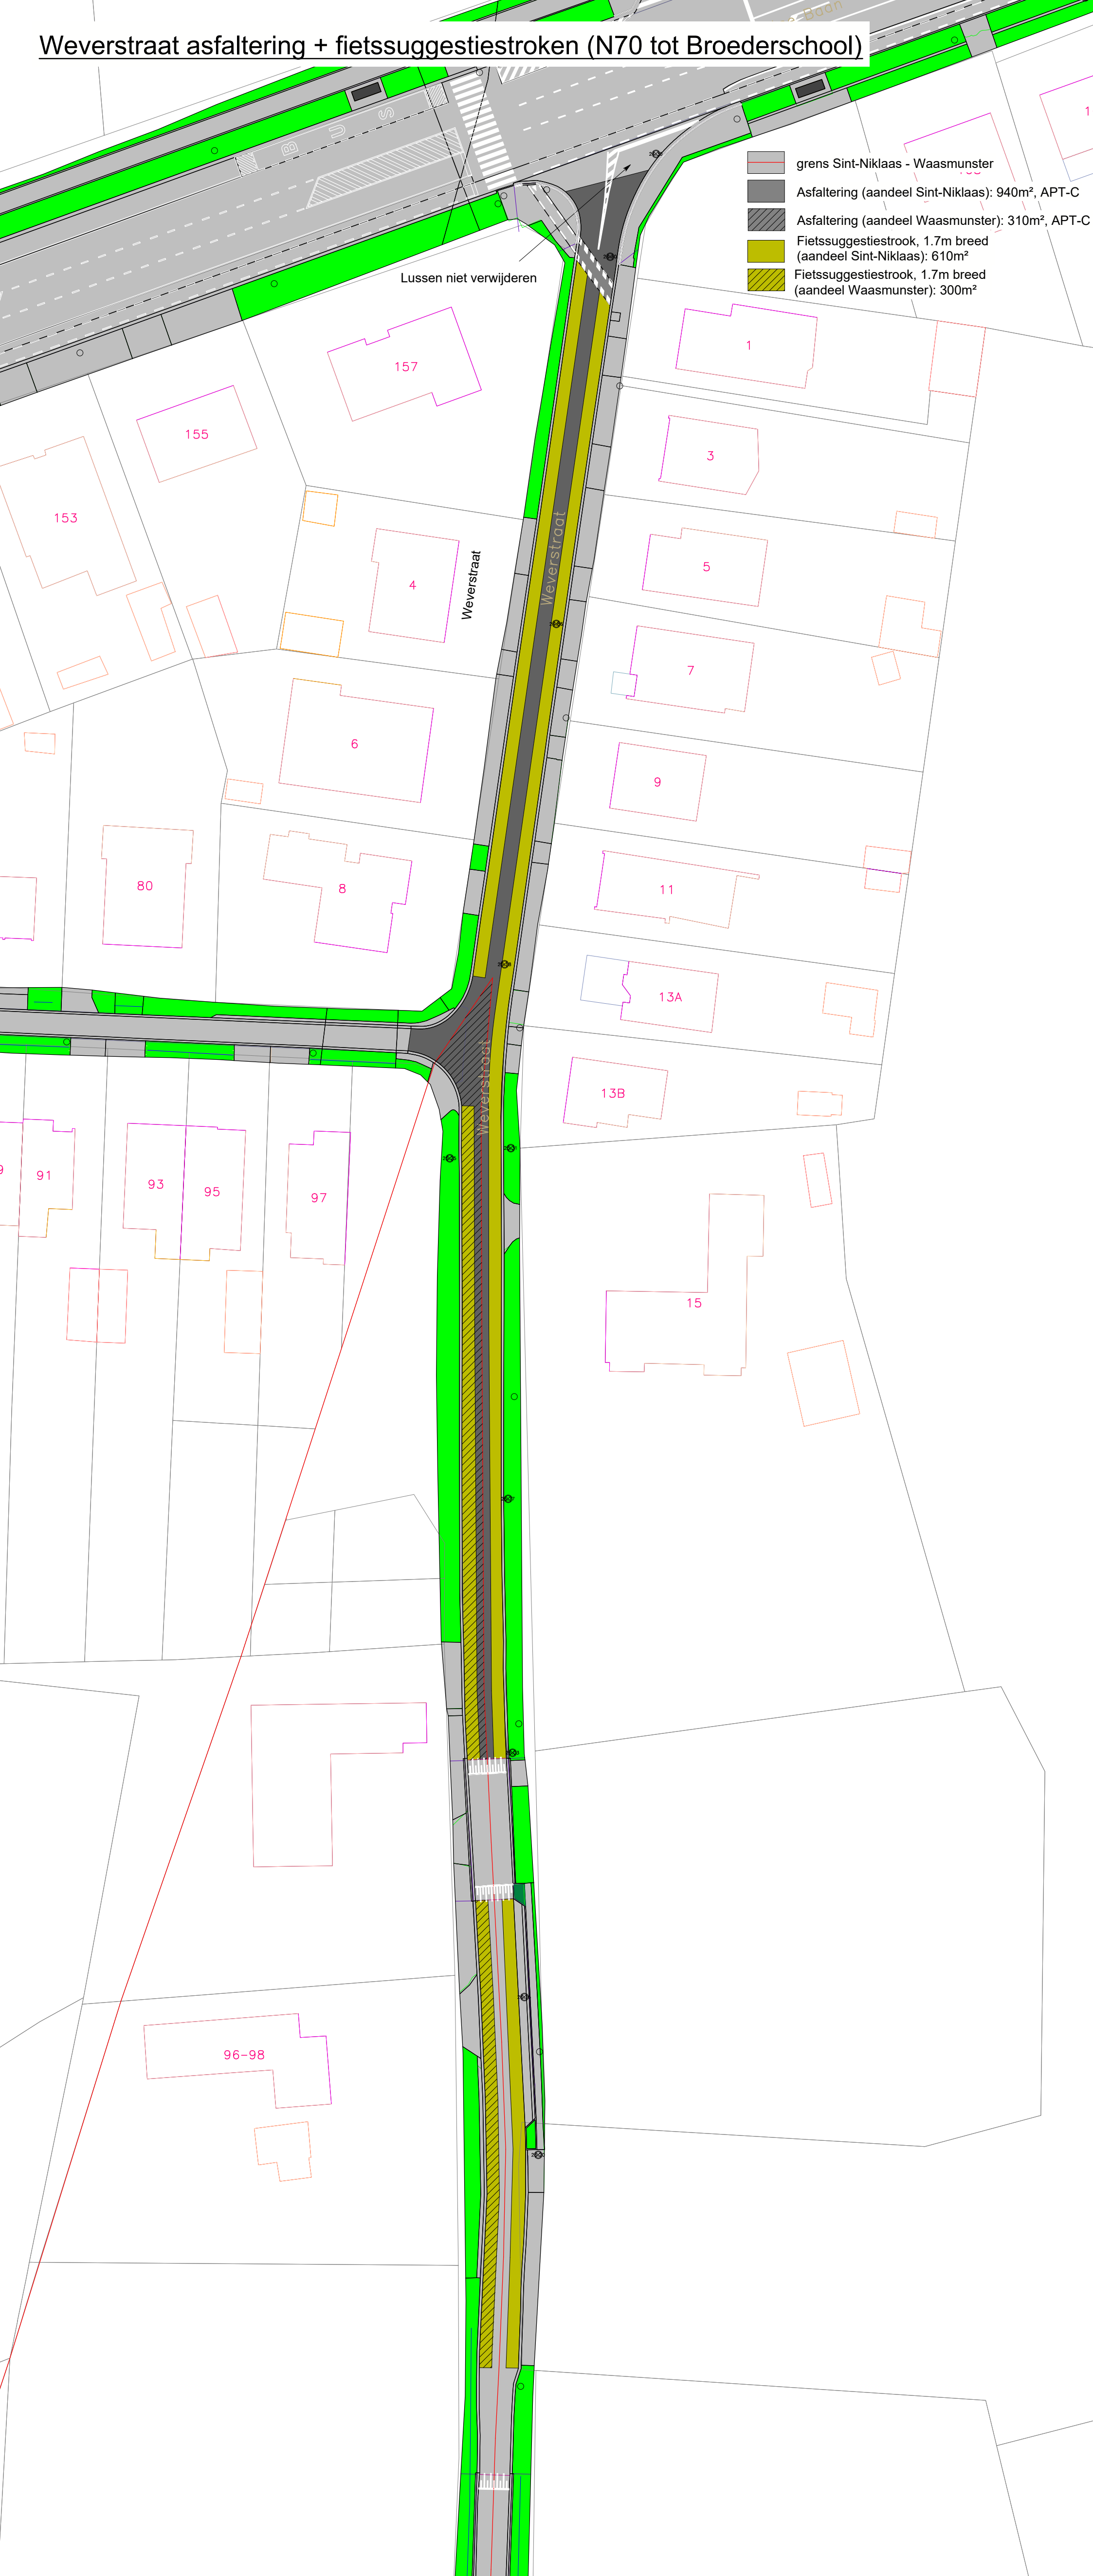 Weverstraat asfaltering + fietssuggestiestroken (N70 tot Broederschool)
BUS
grens Sint-Niklaas - Waasmunster
Asfaltering (aandeel Sint-Niklaas): 940m², APT-C
Asfaltering (aandeel Waasmunster): 310m², APT-C
Fietssuggestiestrook, 1.7m breed
(aandeel Sint-Niklaas): 610m²
Fietssuggestiestrook, 1.7m breed
(aandeel Waasmunster): 300m²
Lussen niet verwijderen
157
1
155
3
153
Weverstraat
5
4
Weverstraat
7
6
9
80
8
11
13A
Weverstraat
13B
91
93
95
97
15
96-98